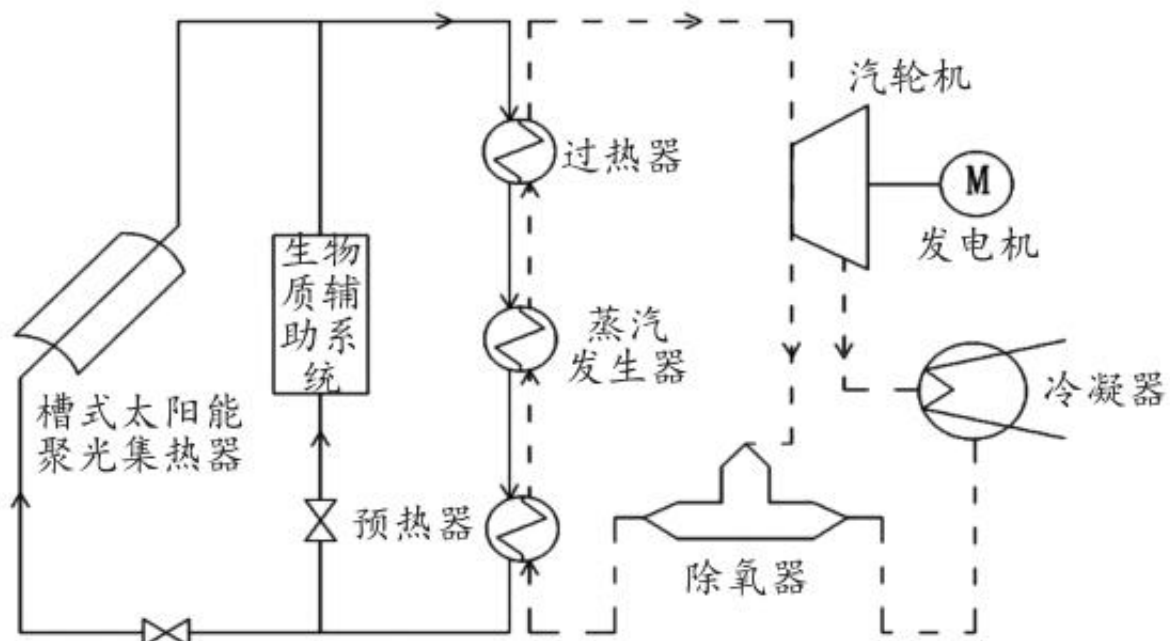 汽轮机
过热器
M
发电机
生物
质辅
助系
统
蒸汽
发生器
槽式太阳能
聚光集热器
冷凝器
预热器
除氧器